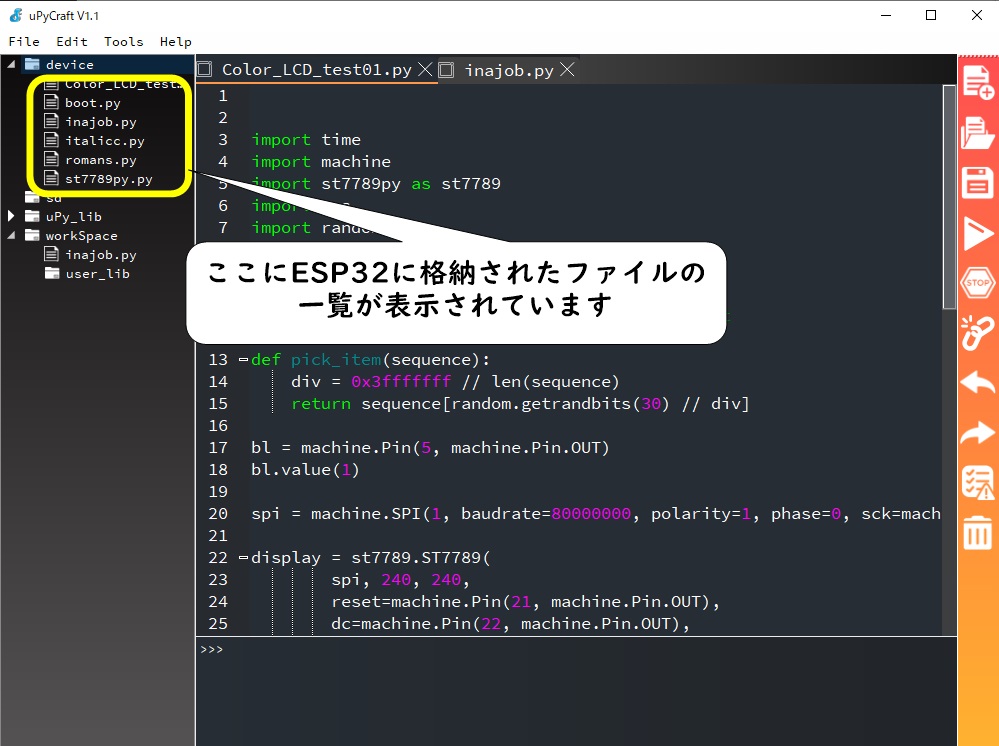 uPyCraft V1.1
File Edit Tools Help
device
Color_LCD_test...
boot.py
inajob.py
italicc.py
romans.py
st7789py.py
sd
uPy_lib
workSpace
inajob.py
user_lib
Color_LCD_test01.py
inajob.py
1
2
3 import time
4 import machine
5 import st7789py as st7789
6
7 import
ここにESP32に格納されたファイルの
一覧が表示されています
13 def pick_item(sequence):
14 div = 0x3fffffff // len(sequence)
15 return sequence[random.getrandbits(30) // div]
16
17 bl = machine.Pin(5, machine.Pin.OUT)
18 bl.value(1)
19
20 spi = machine.SPI(1, baudrate=80000000, polarity=1, phase=0, sck=mach
21
22 display = st7789.ST7789(
23 spi, 240, 240,
24 reset=machine.Pin(21, machine.Pin.OUT),
25 dc=machine.Pin(22, machine.Pin.OUT),
>>>
STOP